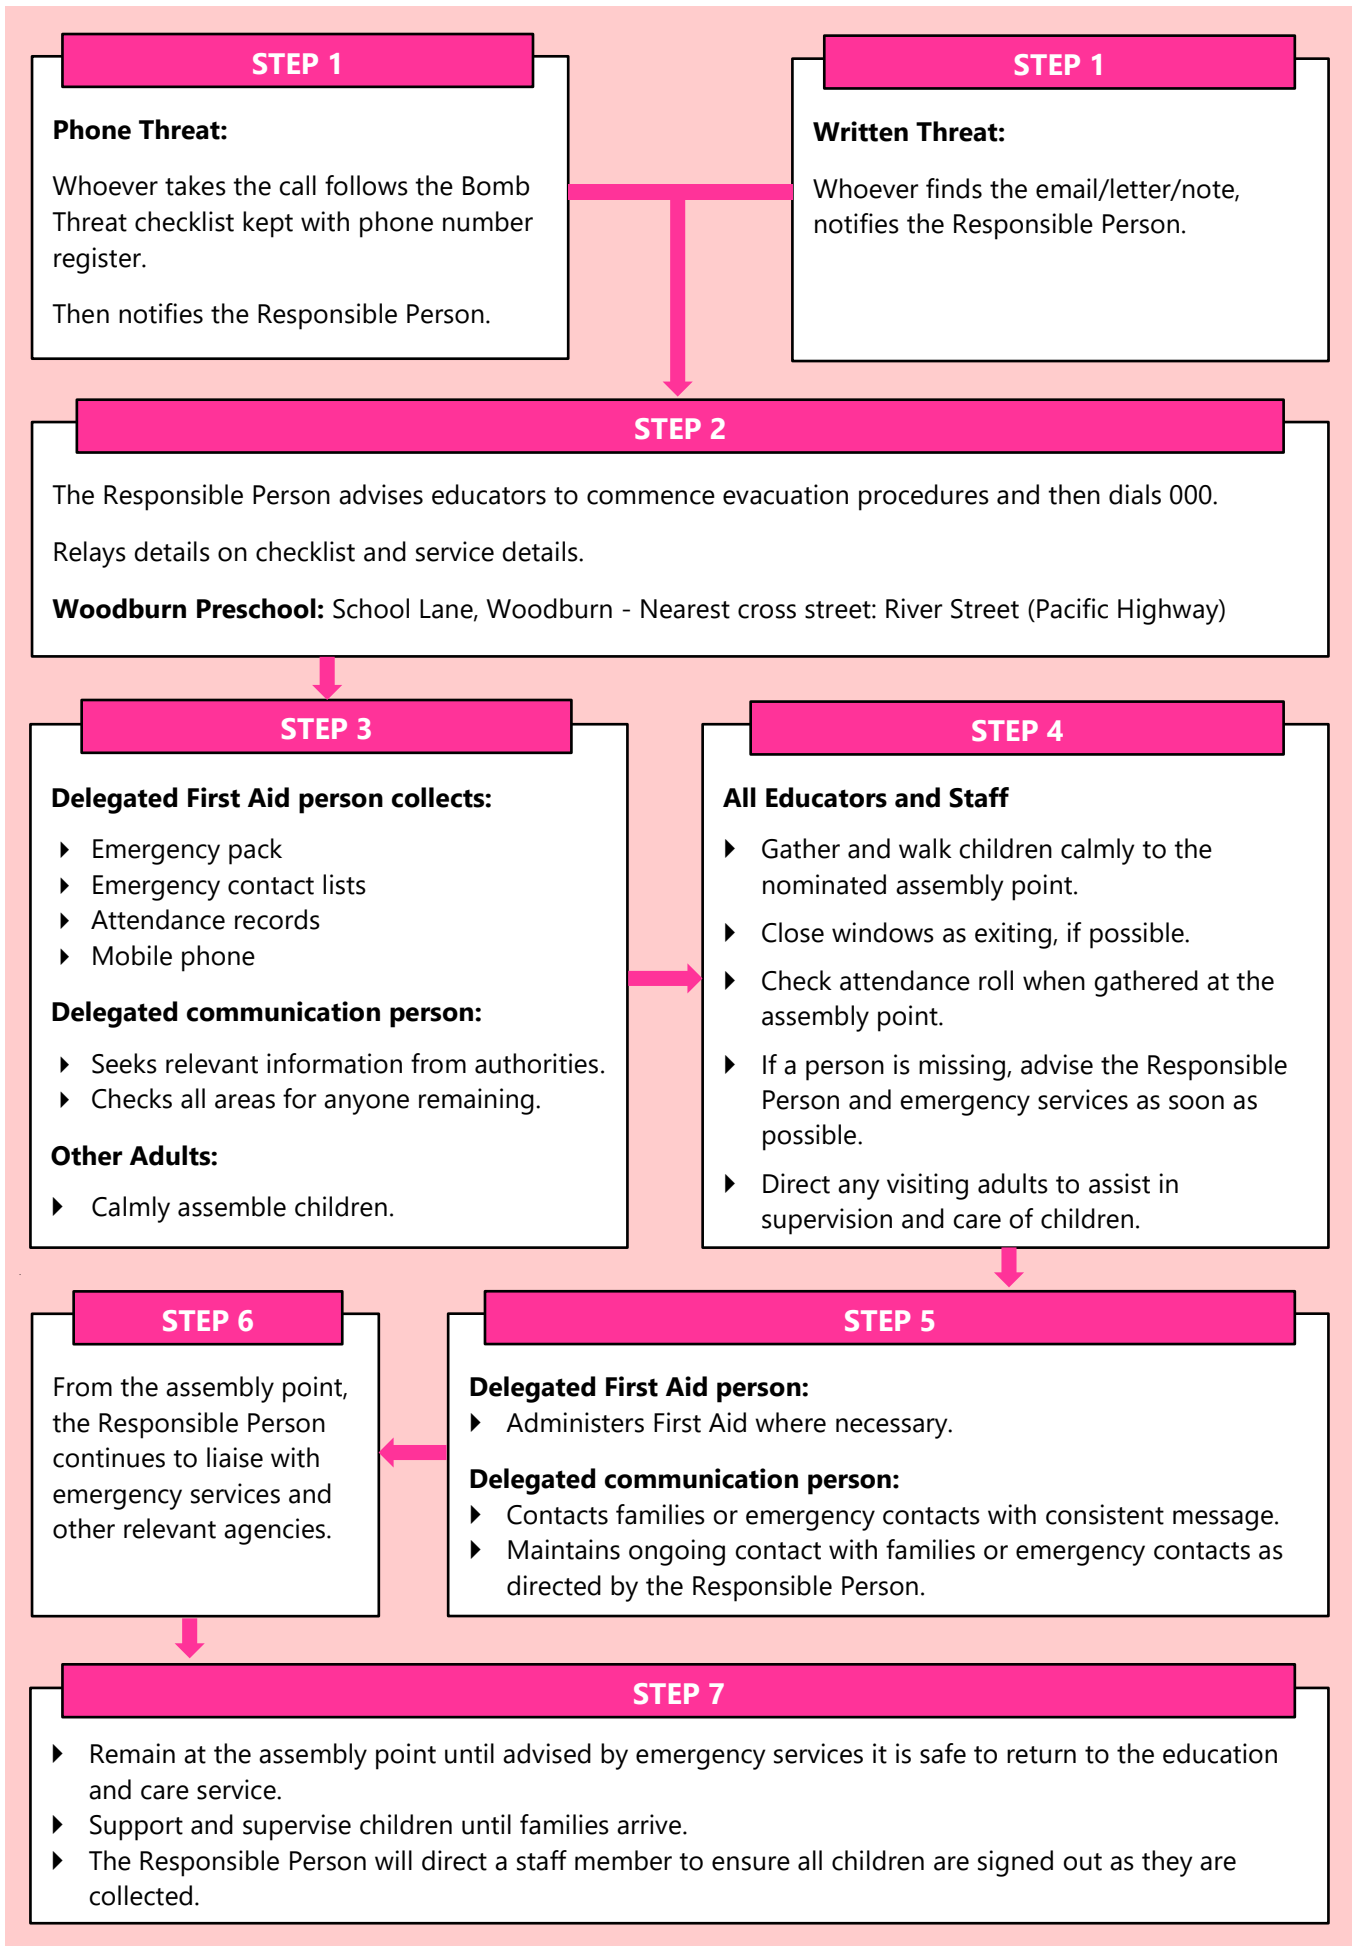 STEP 1
Phone Threat:
Whoever takes the call follows the Bomb
Threat checklist kept with phone number
register.
Then notifies the Responsible Person.
STEP 1
Written Threat:
Whoever finds the email/letter/note,
notifies the Responsible Person.
STEP 2
The Responsible Person advises educators to commence evacuation procedures and then dials 000.
Relays details on checklist and service details.
Woodburn Preschool: School Lane, Woodburn - Nearest cross street: River Street (Pacific Highway)
STEP 3
Delegated First Aid person collects:
Emergency pack
Emergency contact lists
Attendance records
Mobile phone
Delegated communication person:
Seeks relevant information from authorities.
Checks all areas for anyone remaining.
Other Adults:
Calmly assemble children.
STEP 4
All Educators and Staff
Gather and walk children calmly to the
nominated assembly point.
Close windows as exiting, if possible.
Check attendance roll when gathered at the
assembly point.
If a person is missing, advise the Responsible
Person and emergency services as soon as
possible.
Direct any visiting adults to assist in
supervision and care of children.
STEP 5
Delegated First Aid person:
Administers First Aid where necessary.
Delegated communication person:
Contacts families or emergency contacts with consistent message.
Maintains ongoing contact with families or emergency contacts as
directed by the Responsible Person.
STEP 6
From the assembly point,
the Responsible Person
continues to liaise with
emergency services and
other relevant agencies.
STEP 7
Remain at the assembly point until advised by emergency services it is safe to return to the education
and care service.
Support and supervise children until families arrive.
The Responsible Person will direct a staff member to ensure all children are signed out as they are
collected.